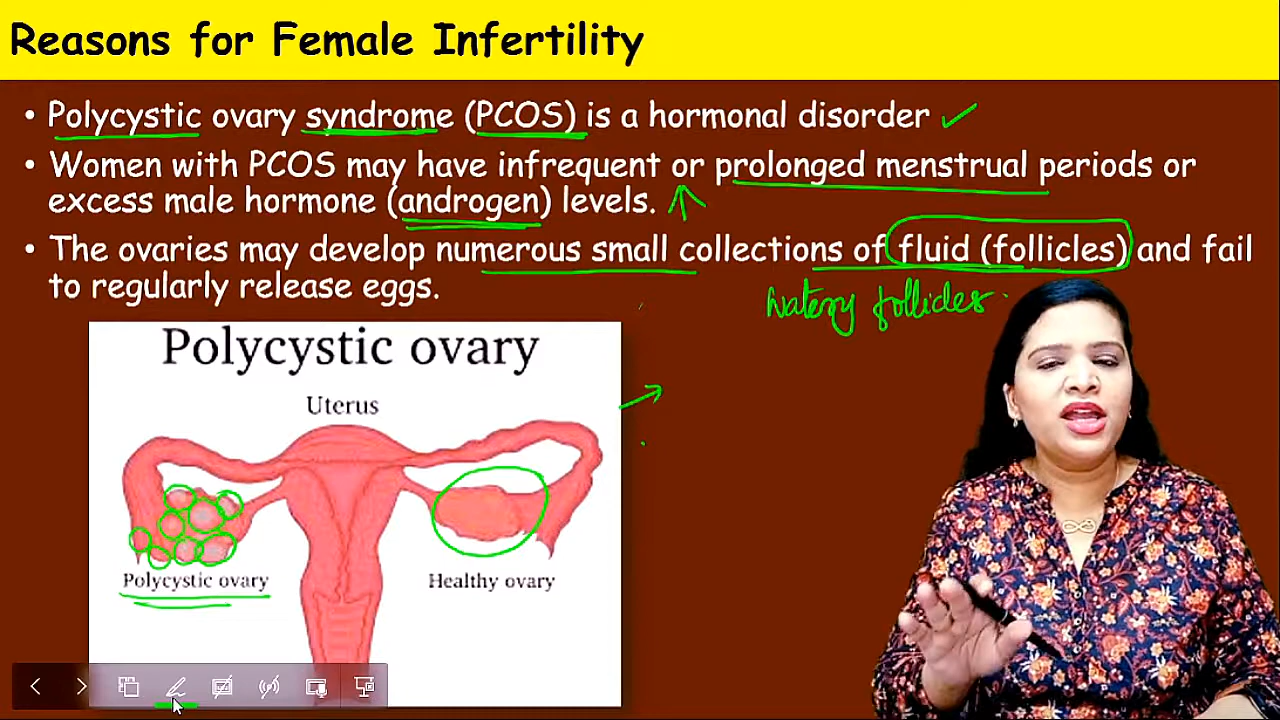 Reasons for Female Infertility
• Polycystic ovary syndrome (PCOS) is a hormonal disorder
• Women with PCOS may have infrequent or prolonged menstrual periods or
excess male hormone (androgen) levels.
• The ovaries may develop numerous small collections of fluid (follicles) and fail
to regularly release eggs.
watery follicles
Polycystic ovary
Uterus
Polycystic ovary
Healthy ovary